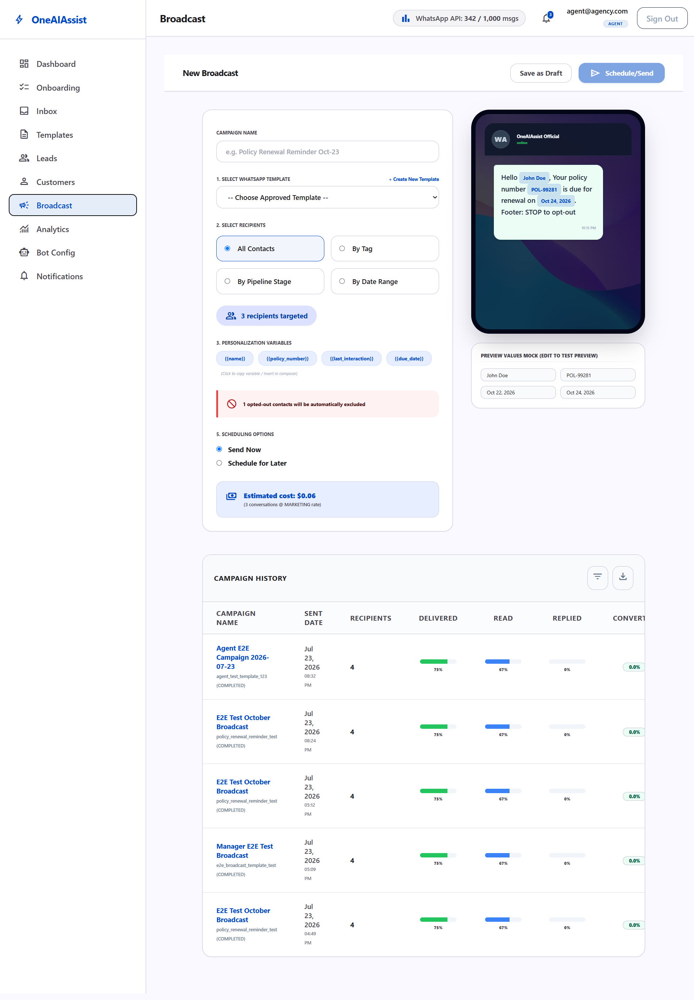 OneAIAssist
Dashboard
Onboarding
Inbox
Templates
Leads
Customers
Broadcast
Analytics
Bot Config
Notifications
Broadcast
WhatsApp API: 342 / 1,000 msgs
3
agent@agency.com
AGENT
Sign Out
New Broadcast
Save as Draft
Schedule/Send
CAMPAIGN NAME
e.g. Policy Renewal Reminder Oct-23
1. SELECT WHATSAPP TEMPLATE
+ Create New Template
-- Choose Approved Template --
2. SELECT RECIPIENTS
All Contacts
By Tag
By Pipeline Stage
By Date Range
3 recipients targeted
3. PERSONALIZATION VARIABLES
{{name}}
{{policy_number}}
{{last_interaction}}
{{due_date}}
(Click to copy variable / Insert in composer)
1 opted-out contacts will be automatically excluded
5. SCHEDULING OPTIONS
Send Now
Schedule for Later
Estimated cost: $0.06
(3 conversations @ MARKETING rate)
WA
OneAIAssist Official
online
Hello John Doe, Your policy
number POL-99281 is due for
renewal on Oct 24, 2026.
Footer: STOP to opt-out
10:15 PM
PREVIEW VALUES MOCK (EDIT TO TEST PREVIEW)
John Doe
POL-99281
Oct 22, 2026
Oct 24, 2026
CAMPAIGN HISTORY
CAMPAIGN
NAME
SENT
DATE
RECIPIENTS
DELIVERED
READ
REPLIED
CONVERT
Agent E2E
Campaign 2026-
07-23
agent_test_template_123
(COMPLETED)
Jul
23,
2026
08:32
PM
4
75%
67%
0%
0.0%
E2E Test October
Broadcast
policy_renewal_reminder_test
(COMPLETED)
Jul
23,
2026
08:24
PM
4
75%
67%
0%
0.0%
E2E Test October
Broadcast
policy_renewal_reminder_test
(COMPLETED)
Jul
23,
2026
05:12
PM
4
75%
67%
0%
0.0%
Manager E2E Test
Broadcast
e2e_broadcast_template_test
(COMPLETED)
Jul
23,
2026
05:09
PM
4
75%
67%
0%
0.0%
E2E Test October
Broadcast
policy_renewal_reminder_test
(COMPLETED)
Jul
23,
2026
04:49
PM
4
75%
67%
0%
0.0%